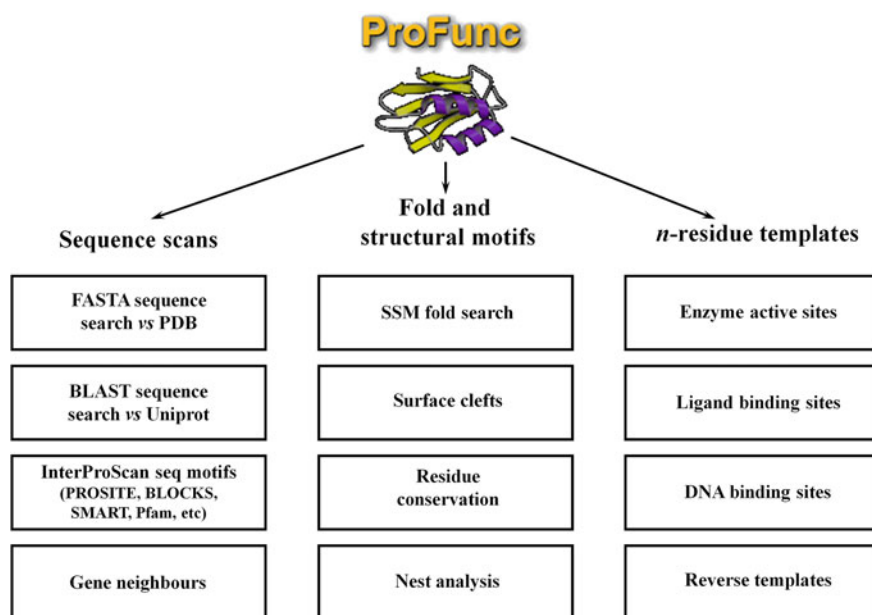 ProFunc
Sequence scans
FASTA sequence
search vs PDB
BLAST sequence
search vs Uniprot
InterProScan seq motifs
(PROSITE, BLOCKS,
SMART, Pfam, etc)
Gene neighbours
Fold and
structural motifs
SSM fold search
Surface clefts
Residue
conservation
Nest analysis
n-residue templates
Enzyme active sites
Ligand binding sites
DNA binding sites
Reverse templates